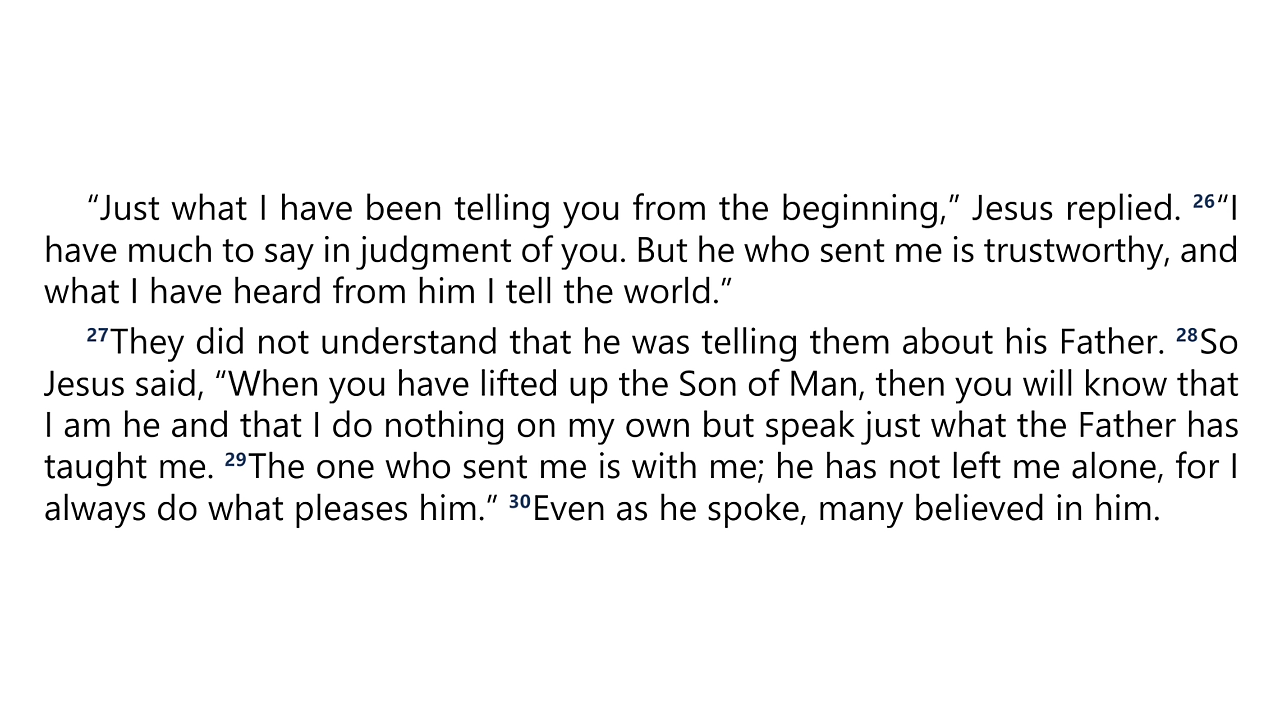 “Just what I have been telling you from the beginning,” Jesus replied. 26“I
have much to say in judgment of you. But he who sent me is trustworthy, and
what I have heard from him I tell the world.”
27They did not understand that he was telling them about his Father. 28So
Jesus said, “When you have lifted up the Son of Man, then you will know that
I am he and that I do nothing on my own but speak just what the Father has
taught me. 29The one who sent me is with me; he has not left me alone, for I
always do what pleases him.” 30Even as he spoke, many believed in him.